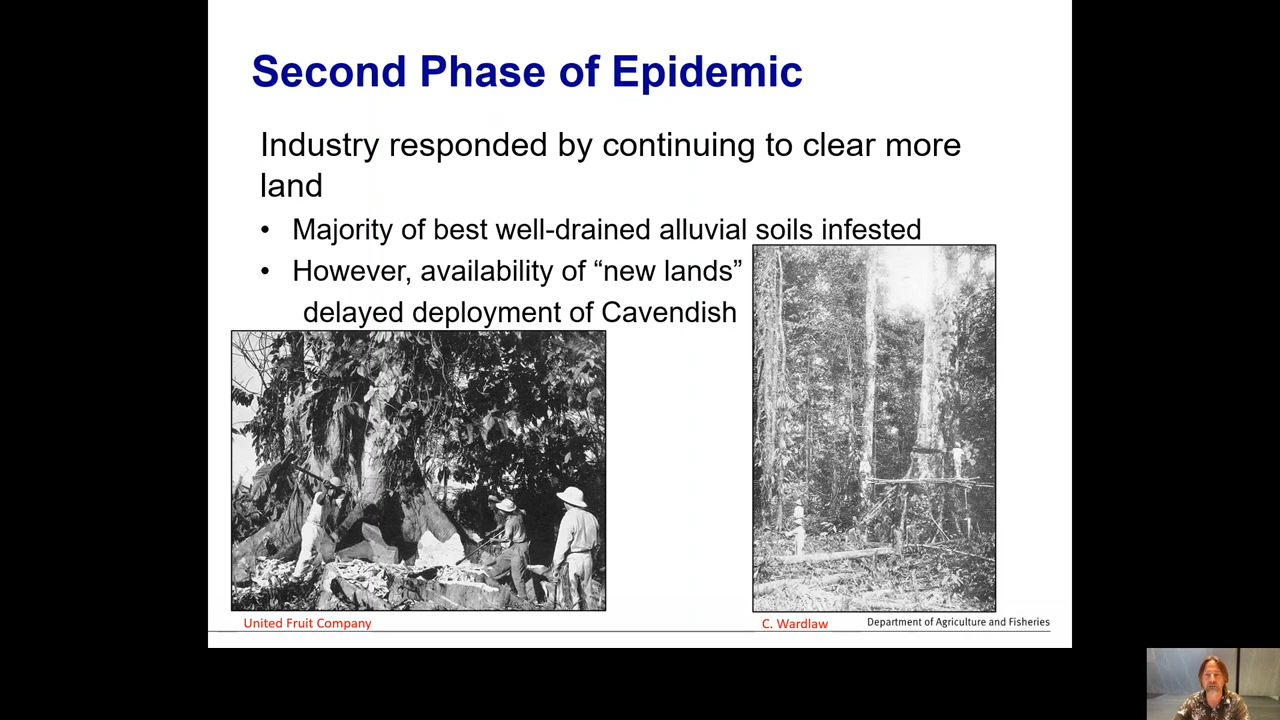 Second Phase of Epidemic
Industry responded by continuing to clear more
land
• Majority of best well-drained alluvial soils infested
• However, availability of “new lands”
delayed deployment of Cavendish
United Fruit Company
C. Wardlaw
Department of Agriculture and Fisheries